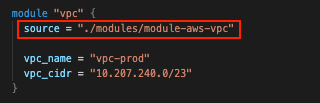 module "vpc" {
source = "./modules/module-aws-vpc"
vpc_name = "vpc-prod"
vpc_cidr = "10.207.240.0/23"
}